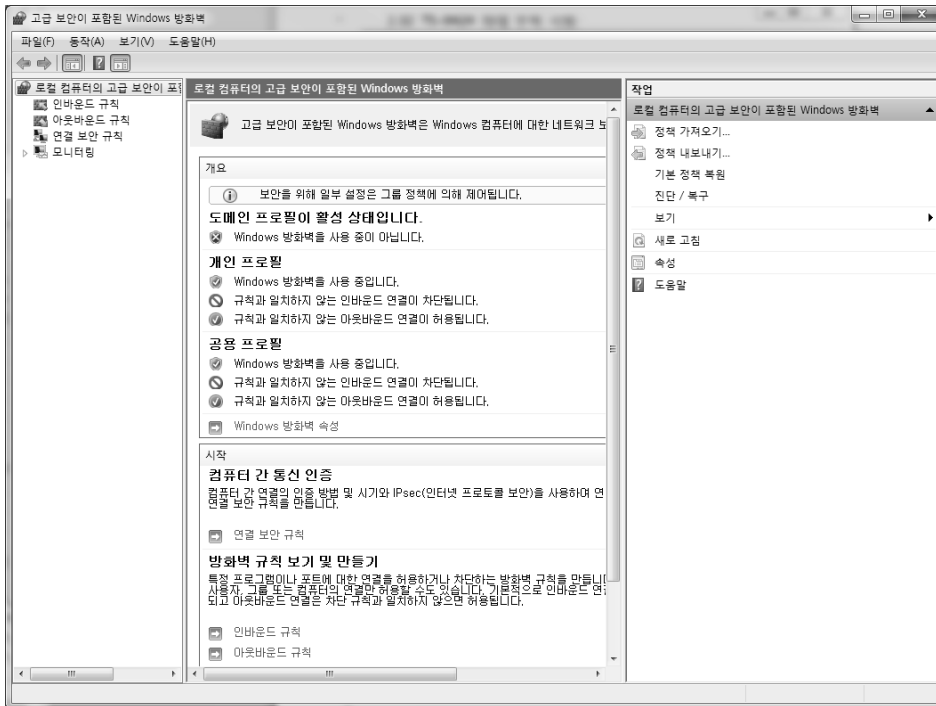 고급 보안이 포함된 Windows 방화벽
파일(F) 동작(A) 보기(V) 도움말(H)
로컬 컴퓨터의 고급 보안이 포함
인바운드 규칙
아웃바운드 규칙
연결 보안 규칙
모니터링
로컬 컴퓨터의 고급 보안이 포함된 Windows 방화벽
고급 보안이 포함된 Windows 방화벽은 Windows 컴퓨터에 대한 네트워크 보
개요
보안을 위해 일부 설정은 그룹 정책에 의해 제어됩니다.
도메인 프로필이 활성 상태입니다.
Windows 방화벽을 사용 중이 아닙니다.
개인 프로필
Windows 방화벽을 사용 중입니다.
규칙과 일치하지 않는 인바운드 연결이 차단됩니다.
규칙과 일치하지 않는 아웃바운드 연결이 허용됩니다.
공용 프로필
Windows 방화벽을 사용 중입니다.
규칙과 일치하지 않는 인바운드 연결이 차단됩니다.
규칙과 일치하지 않는 아웃바운드 연결이 허용됩니다.
Windows 방화벽 속성
시작
컴퓨터 간 통신 인증
컴퓨터 간 연결의 인증 방법 및 시기와 IPsec(인터넷 프로토콜 보안)을 사용하여 연
연결 보안 규칙을 만듭니다.
연결 보안 규칙
방화벽 규칙 보기 및 만들기
특정 프로그램이나 포트에 대한 연결을 허용하거나 차단하는 방화벽 규칙을 만듭니다
사용자, 그룹 또는 컴퓨터의 연결만 허용할 수도 있습니다. 기본적으로 인바운드 연결
되고 아웃바운드 연결은 차단 규칙과 일치하지 않으면 허용됩니다.
인바운드 규칙
아웃바운드 규칙
작업
로컬 컴퓨터의 고급 보안이 포함된 Windows 방화벽
정책 가져오기...
정책 내보내기...
기본 정책 복원
진단 / 복구
보기
새로 고침
속성
도움말